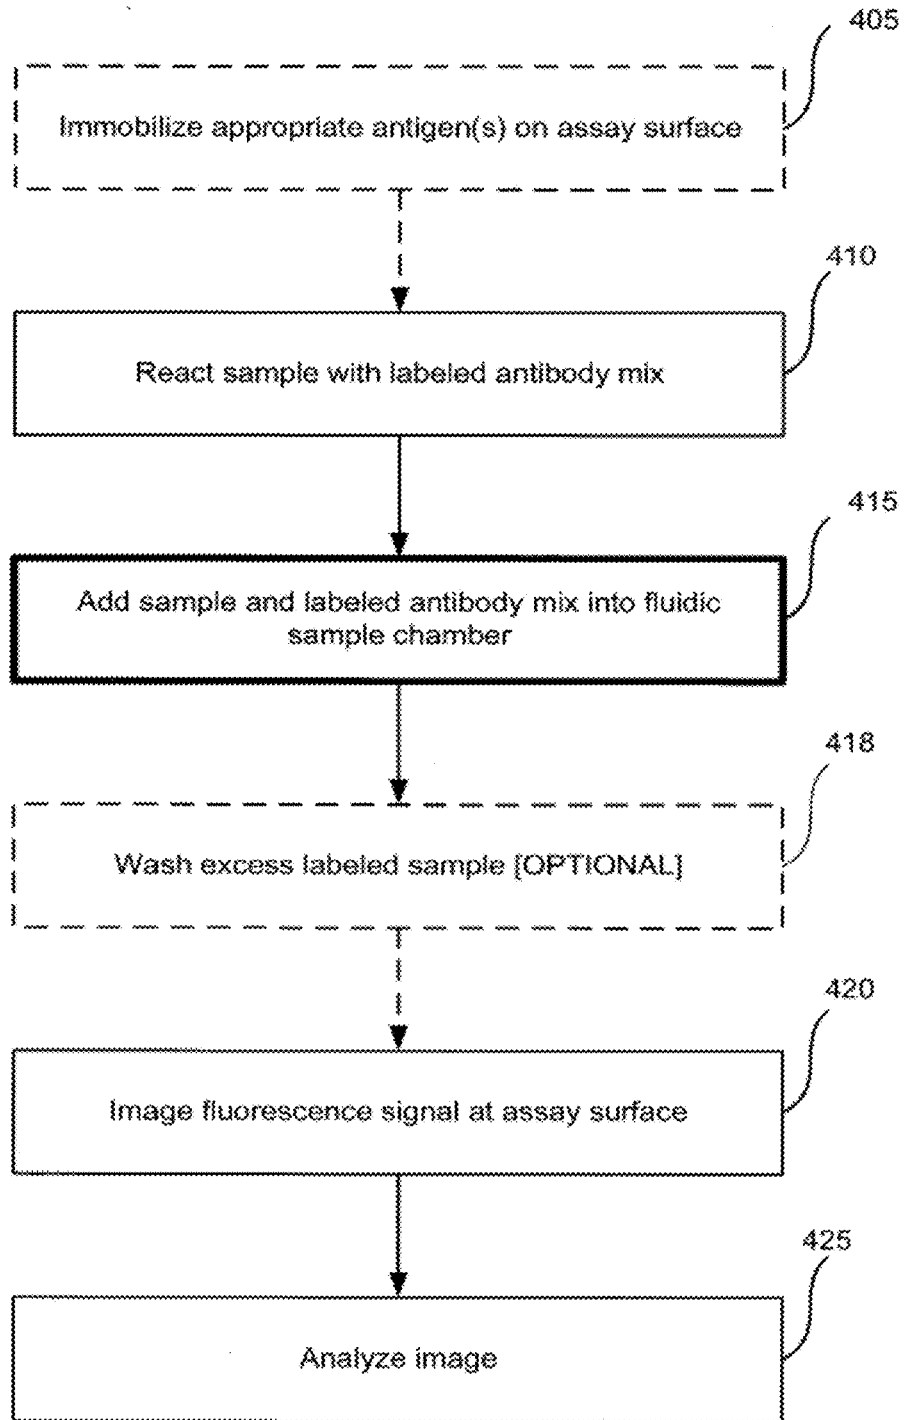 405
Immobilize appropriate antigen(s) on assay surface
410
React sample with labeled antibody mix
415
Add sample and labeled antibody mix into fluidic
sample chamber
418
Wash excess labeled sample [OPTIONAL]
420
Image fluorescence signal at assay surface
425
Analyze image